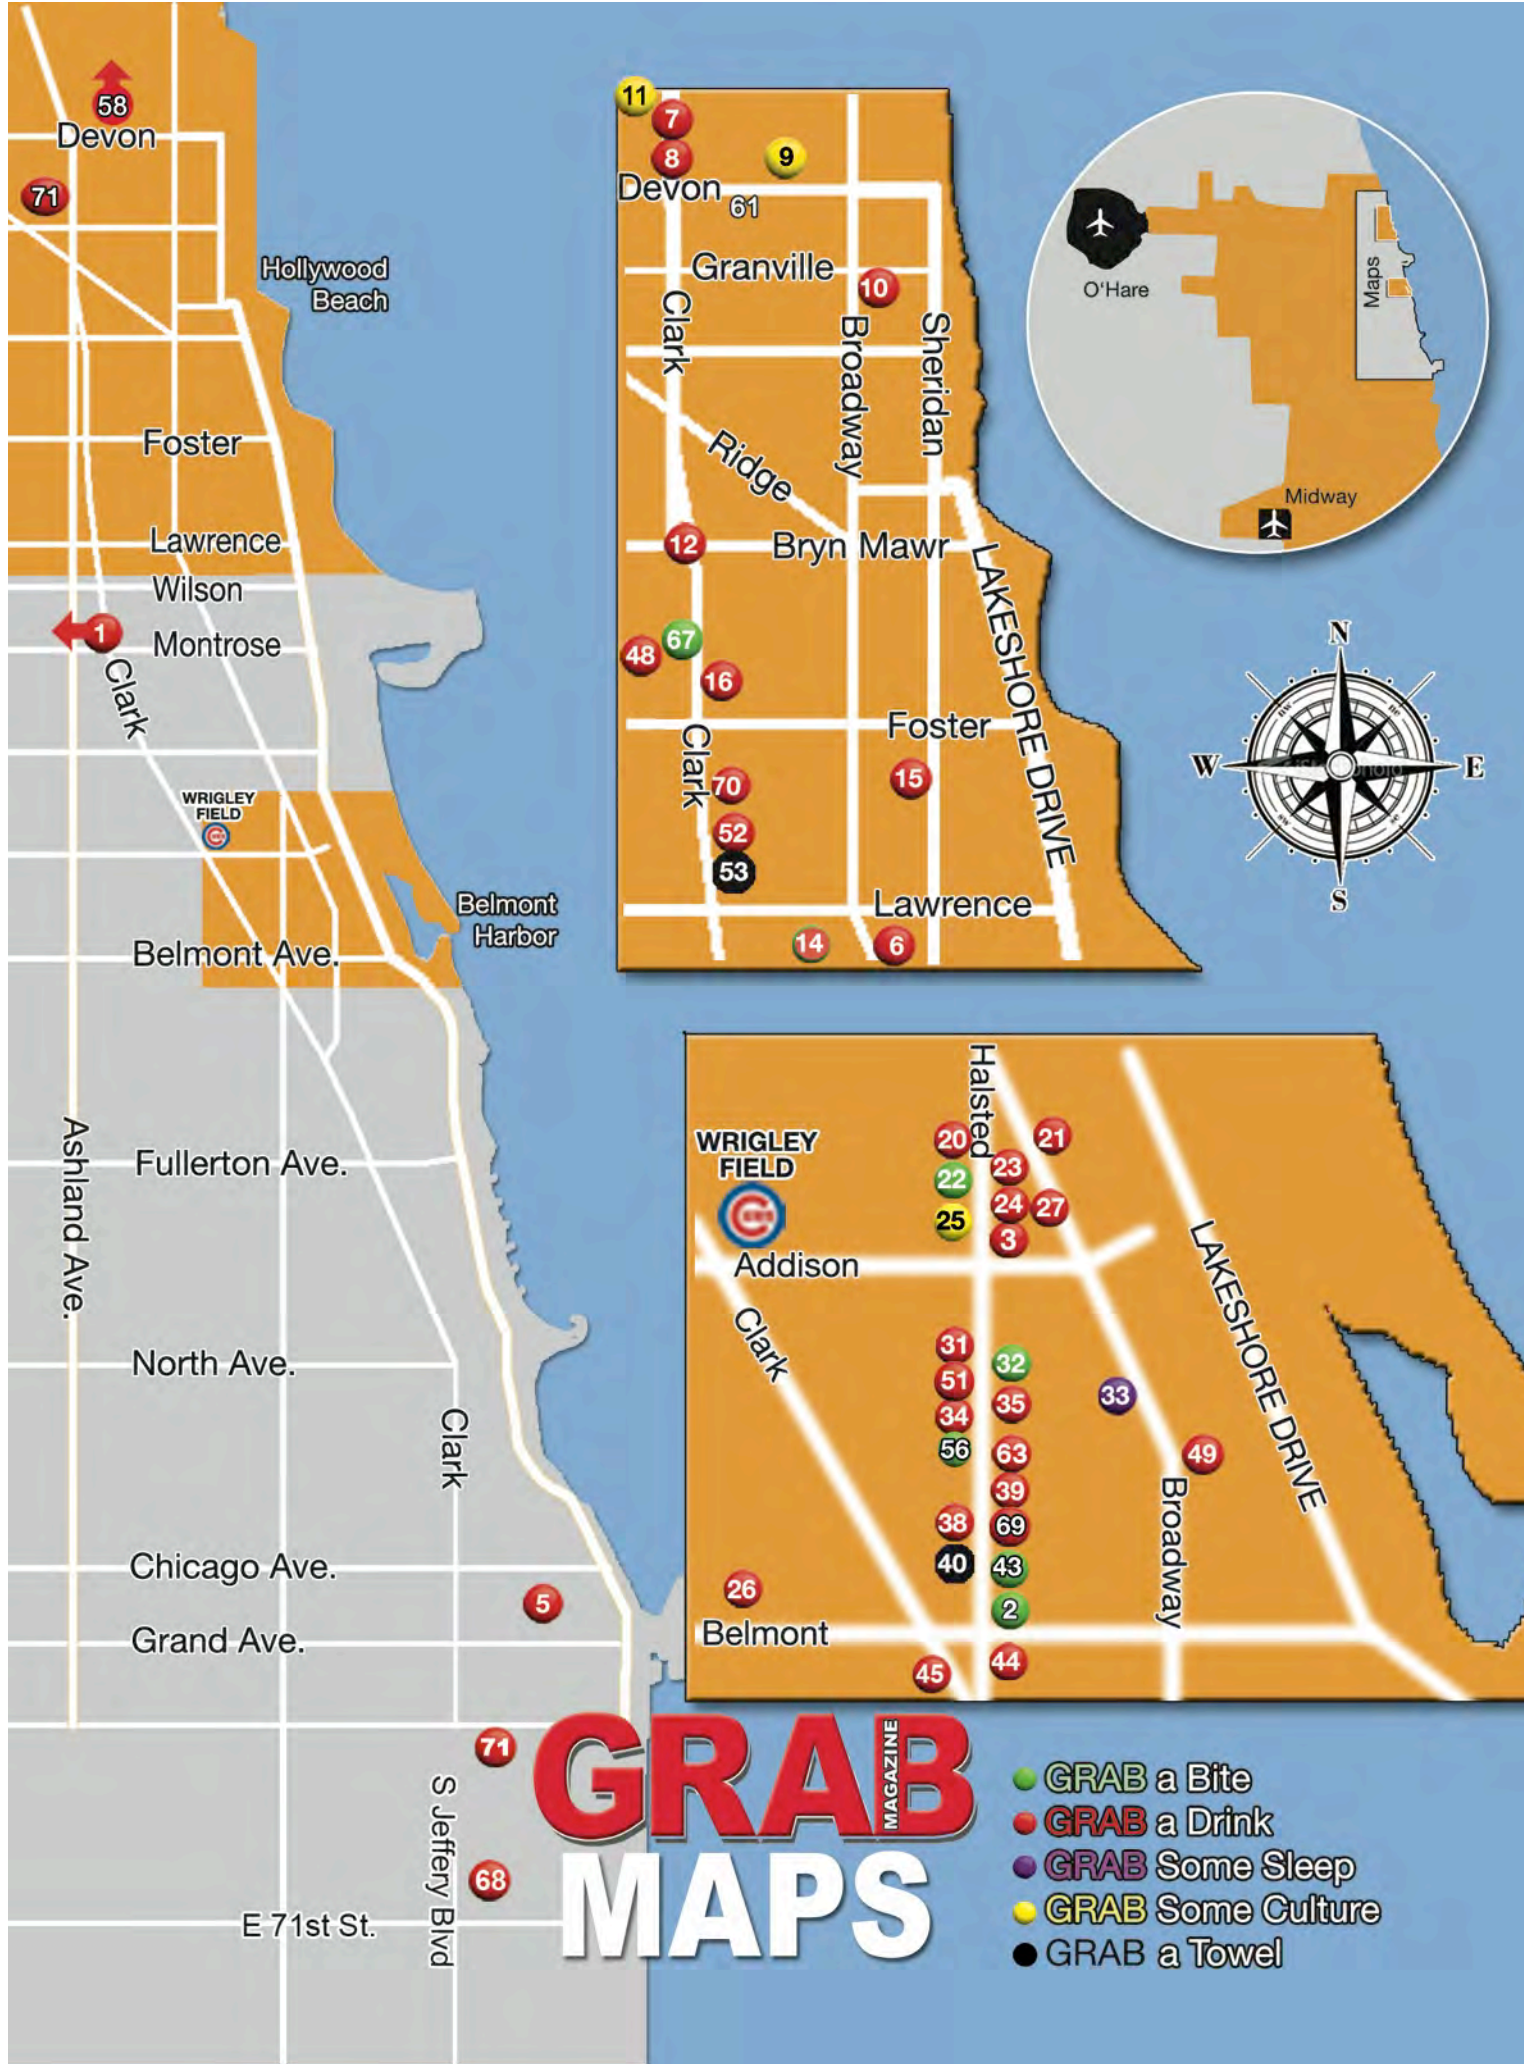 58
Devon
71
Hollywood
Beach
Foster
Lawrence
Wilson
1
Montrose
Clark
WRIGLEY
FIELD
Belmont
Harbor
Belmont Ave.
Ashland Ave.
Fullerton Ave.
North Ave.
Clark
Chicago Ave.
5
Grand Ave.
71
S Jeffery Blvd
68
E 71st St.
11
7
8
9
Devon
61
Granville
10
Clark
Broadway
Sheridan
Ridge
12
Bryn Mawr
LAKESHORE DRIVE
67
48
16
Foster
Clark
70
15
52
53
Lawrence
14
6
O'Hare
Maps
Midway
N
nw
ne
W
E
sw
se
S
Halsted
WRIGLEY
FIELD
20
21
23
22
24
27
25
3
Addison
Clark
LAKESHORE DRIVE
31
32
51
33
35
34
56
63
49
39
38
69
40
43
Broadway
26
2
Belmont
44
45
GRAB
MAGAZINE
MAPS
GRAB a Bite
GRAB a Drink
GRAB Some Sleep
GRAB Some Culture
GRAB a Towel